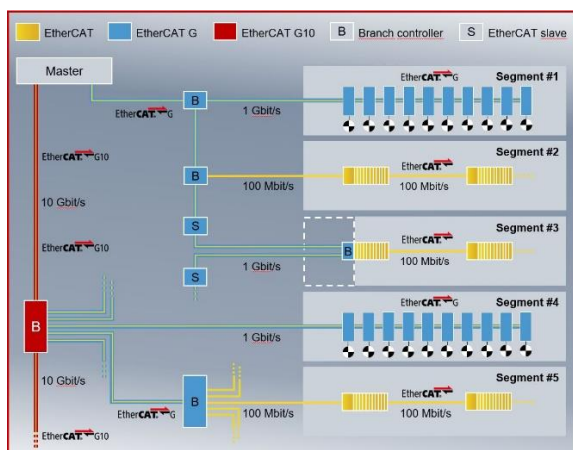 EtherCAT EtherCAT G EtherCAT G10 B Branch controller S EtherCAT slave
Master
EtherCAT G
Segment #1
EtherCAT G
B
1 Gbit/s
EtherCAT G10
Segment #2
EtherCAT
B
100 Mbit/s
100 Mbit/s
10 Gbit/s
S
Segment #3
EtherCAT
EtherCAT G10
B
100 Mbit/s
1 Gbit/s
S
EtherCAT G
Segment #4
B
1 Gbit/s
10 Gbit/s
Segment #5
EtherCAT
B
EtherCAT G
100 Mbit/s
100 Mbit/s
EtherCAT G10